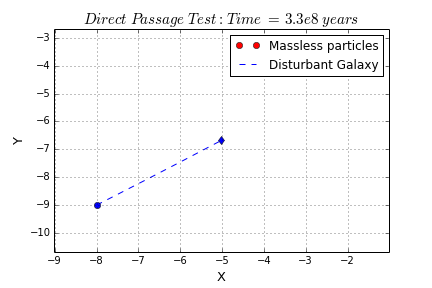 Direct Passage Test : Time = 3.3e8 years
Massless particles
Disturbant Galaxy
−3
−4
−5
−6
−7
−8
−9
−10
Y
−9 −8 −7 −6 −5 −4 −3 −2
X